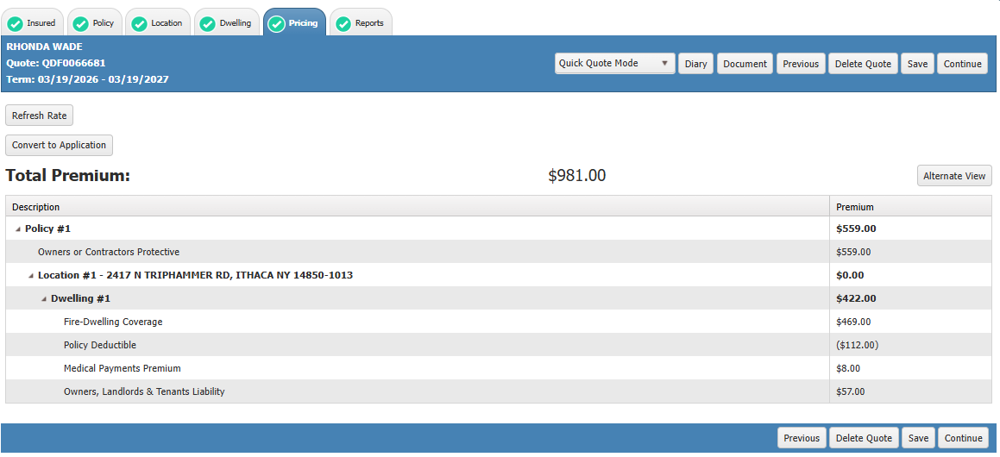 Insured Policy Location Dwelling Pricing Reports
RHONDA WADE
Quote: QDF0066681
Term: 03/19/2026 - 03/19/2027
Quick Quote Mode Diary Document Previous Delete Quote Save Continue
Refresh Rate
Convert to Application
Total Premium: $981.00 Alternate View
Description Premium
Policy #1 $559.00
Owners or Contractors Protective $559.00
Location #1 - 2417 N TRIPHAMMER RD, ITHACA NY 14850-1013 $0.00
Dwelling #1 $422.00
Fire-Dwelling Coverage $469.00
Policy Deductible ($112.00)
Medical Payments Premium $8.00
Owners, Landlords & Tenants Liability $57.00
Previous Delete Quote Save Continue